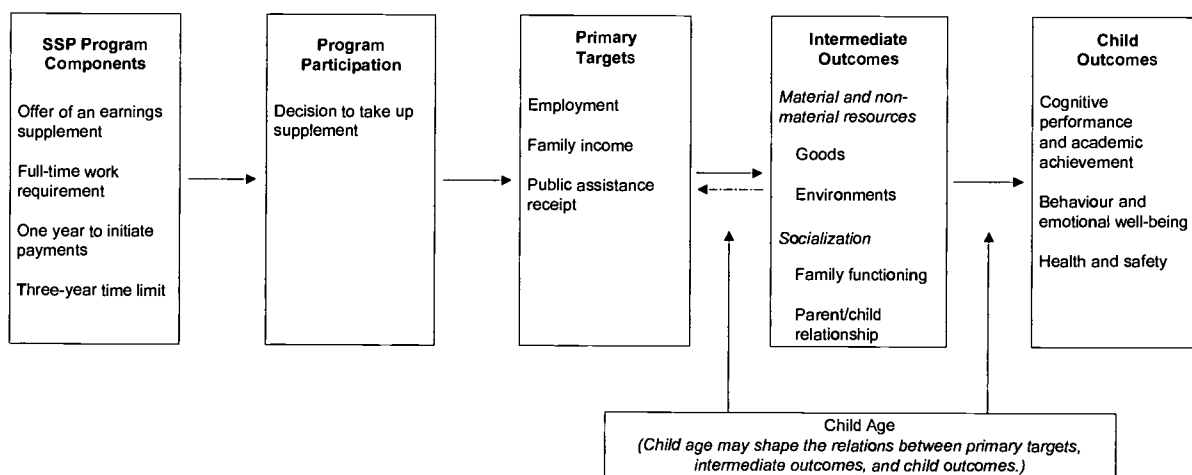 SSP Program
Components
Offer of an earnings
supplement
Full-time work
requirement
One year to initiate
payments
Three-year time limit
Program
Participation
Decision to take up
supplement
Primary
Targets
Employment
Family income
Public assistance
receipt
Intermediate
Outcomes
Material and non-
material resources
Goods
Environments
Socialization
Family functioning
Parent/child
relationship
Child
Outcomes
Cognitive
performance
and academic
achievement
Behaviour and
emotional well-being
Health and safety
Child Age
(Child age may shape the relations between primary targets,
intermediate outcomes, and child outcomes.)